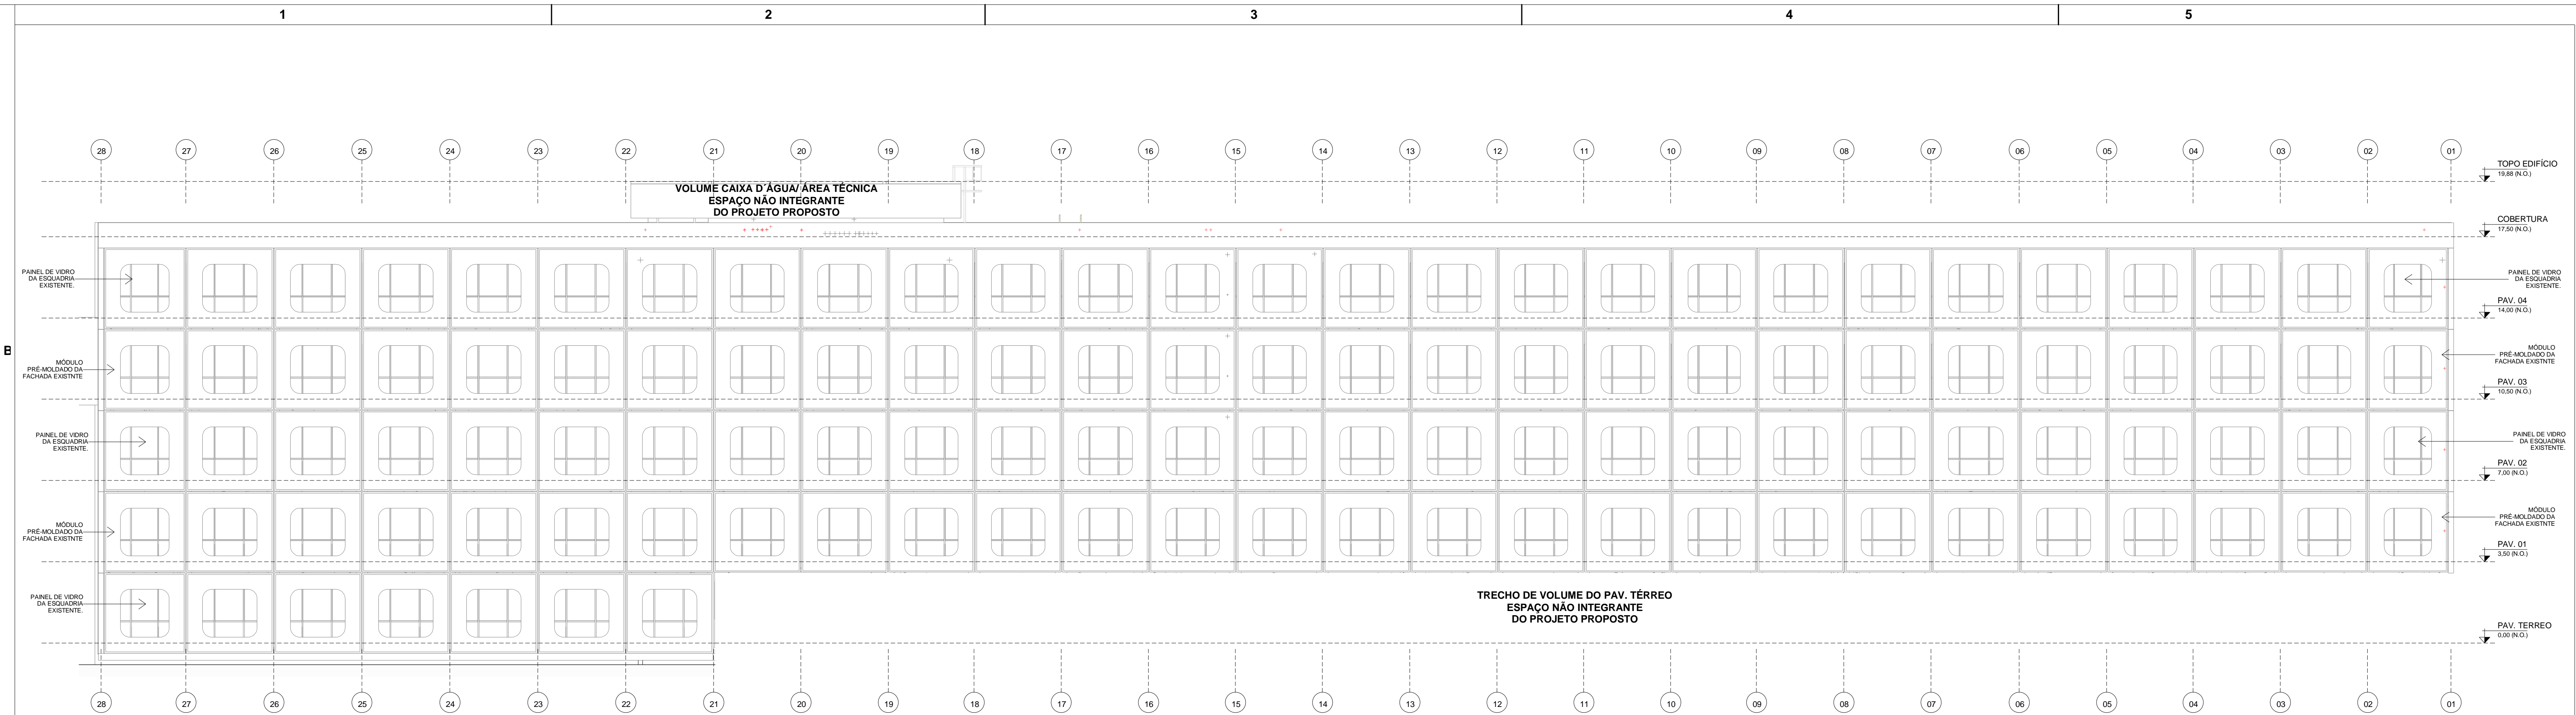 1 2 3 4 5
28 27 26 25 24 23 22 21 20 19 18 17 16 15 14 13 12 11 10 09 08 07 06 05 04 03 02 01
TOPO EDIFÍCIO
19,88 (N.O.)
VOLUME CAIXA D´ÁGUA/ ÁREA TÉCNICA
ESPAÇO NÃO INTEGRANTE
DO PROJETO PROPOSTO
COBERTURA
17,50 (N.O.)
PAINEL DE VIDRO
DA ESQUADRIA
EXISTENTE.
PAINEL DE VIDRO
DA ESQUADRIA
EXISTENTE.
PAV. 04
14,00 (N.O.)
B
MÓDULO
PRÉ-MOLDADO DA
FACHADA EXISTNTE
MÓDULO
PRÉ-MOLDADO DA
FACHADA EXISTNTE
PAV. 03
10,50 (N.O.)
PAINEL DE VIDRO
DA ESQUADRIA
EXISTENTE.
PAINEL DE VIDRO
DA ESQUADRIA
EXISTENTE.
PAV. 02
7,00 (N.O.)
MÓDULO
PRÉ-MOLDADO DA
FACHADA EXISTNTE
MÓDULO
PRÉ-MOLDADO DA
FACHADA EXISTNTE
PAV. 01
3,50 (N.O.)
PAINEL DE VIDRO
DA ESQUADRIA
EXISTENTE.
TRECHO DE VOLUME DO PAV. TÉRREO
ESPAÇO NÃO INTEGRANTE
DO PROJETO PROPOSTO
PAV. TERREO
0,00 (N.O.)
28 27 26 25 24 23 22 21 20 19 18 17 16 15 14 13 12 11 10 09 08 07 06 05 04 03 02 01